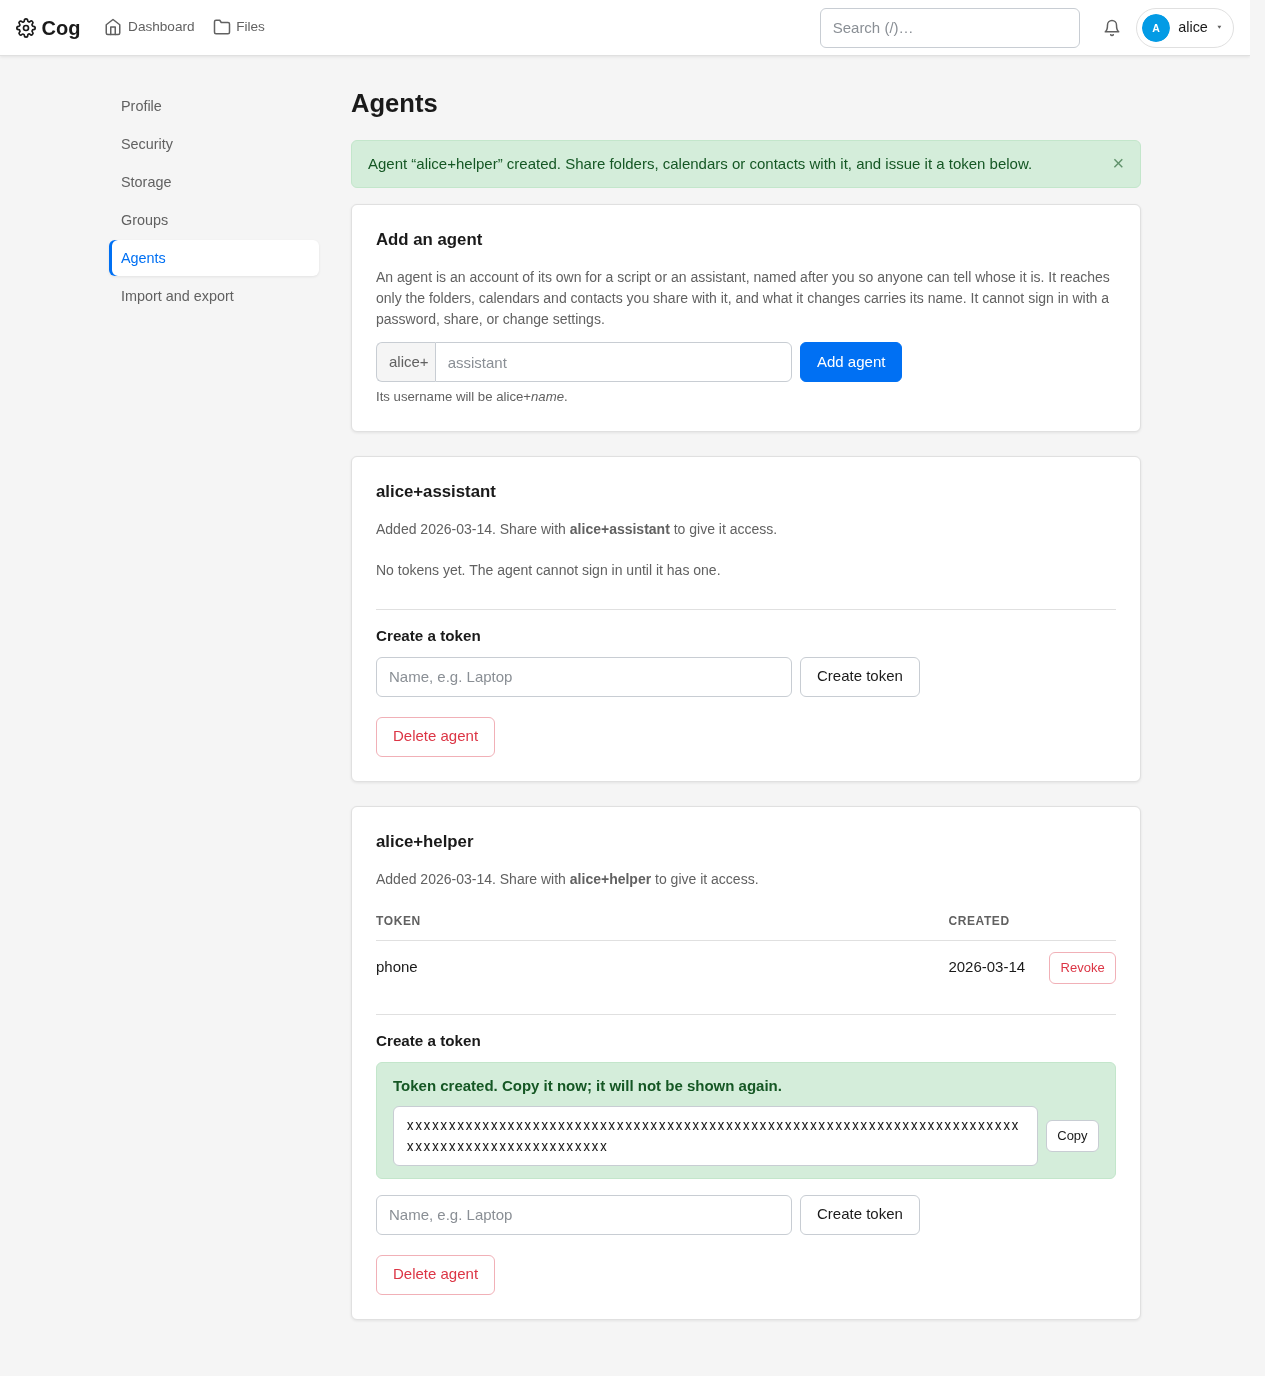 Cog
Dashboard
Files
Search (/)…
A
alice
Profile
Security
Storage
Groups
Agents
Import and export
Agents
Agent “alice+helper” created. Share folders, calendars or contacts with it, and issue it a token below.
Add an agent
An agent is an account of its own for a script or an assistant, named after you so anyone can tell whose it is. It reaches
only the folders, calendars and contacts you share with it, and what it changes carries its name. It cannot sign in with a
password, share, or change settings.
alice+
assistant
Add agent
Its username will be alice+name.
alice+assistant
Added 2026-03-14. Share with alice+assistant to give it access.
No tokens yet. The agent cannot sign in until it has one.
Create a token
Name, e.g. Laptop
Create token
Delete agent
alice+helper
Added 2026-03-14. Share with alice+helper to give it access.
TOKEN CREATED
phone 2026-03-14 Revoke
Create a token
Token created. Copy it now; it will not be shown again.
xxxxxxxxxxxxxxxxxxxxxxxxxxxxxxxxxxxxxxxxxxxxxxxxxxxxxxxxxxxxxxxxxxxxxxxxx
xxxxxxxxxxxxxxxxxxxxxxxx
Copy
Name, e.g. Laptop
Create token
Delete agent